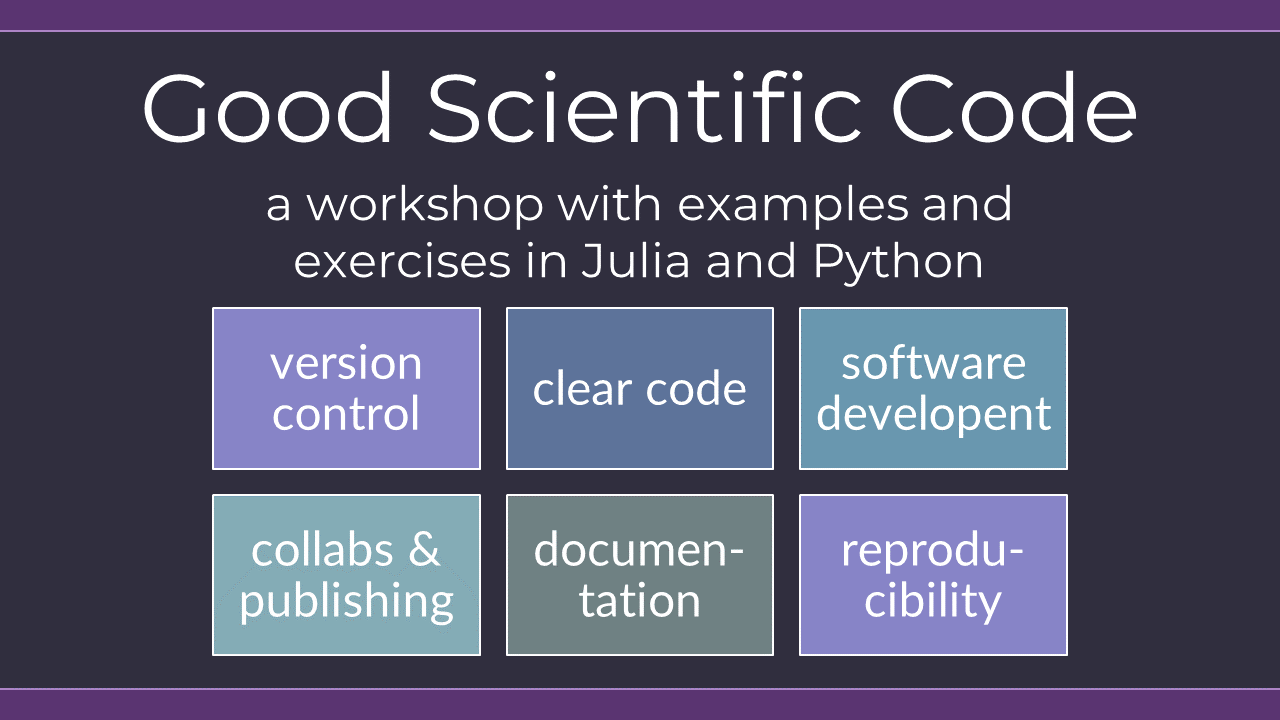 Good Scientific Code
a workshop with examples and
exercises in Julia and Python
version
control
clear code
software
developent
collabs &
publishing
documen-
tation
reprodu-
cibility